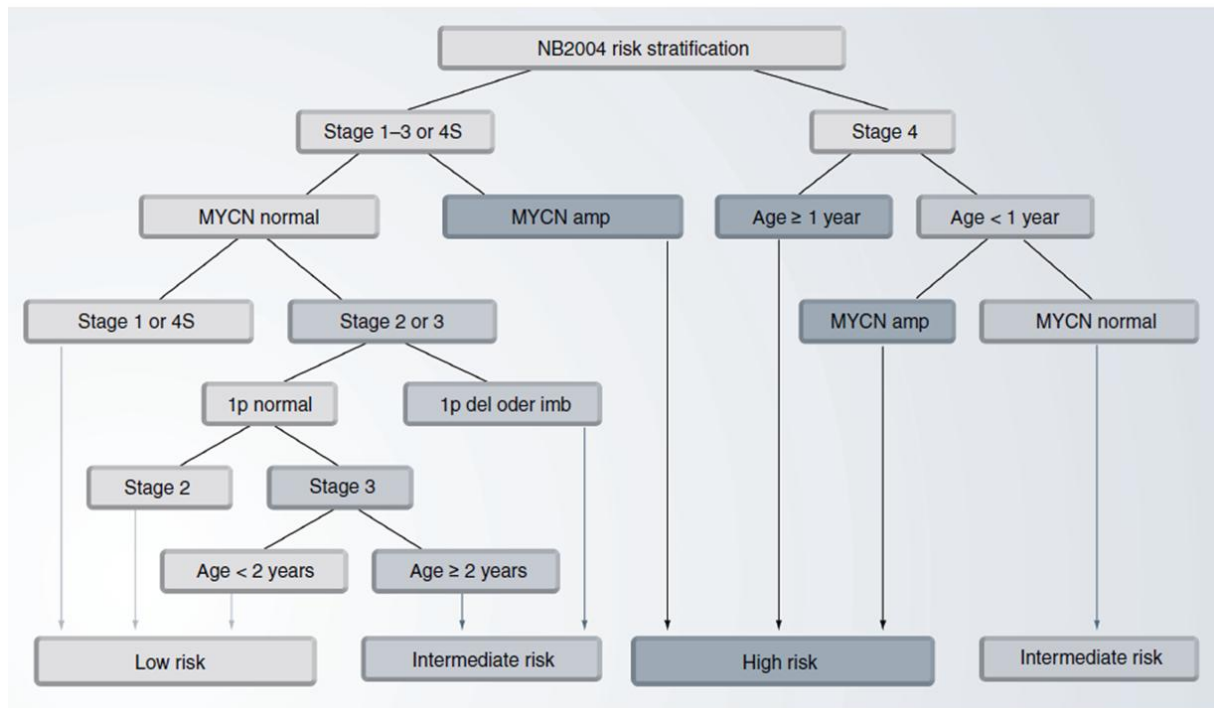 NB2004 risk stratification
Stage 1–3 or 4S
Stage 4
MYCN normal
MYCN amp
Age ≥ 1 year
Age < 1 year
Stage 1 or 4S
Stage 2 or 3
MYCN amp
MYCN normal
1p normal
1p del oder imb
Stage 2
Stage 3
Age < 2 years
Age ≥ 2 years
Low risk
Intermediate risk
High risk
Intermediate risk